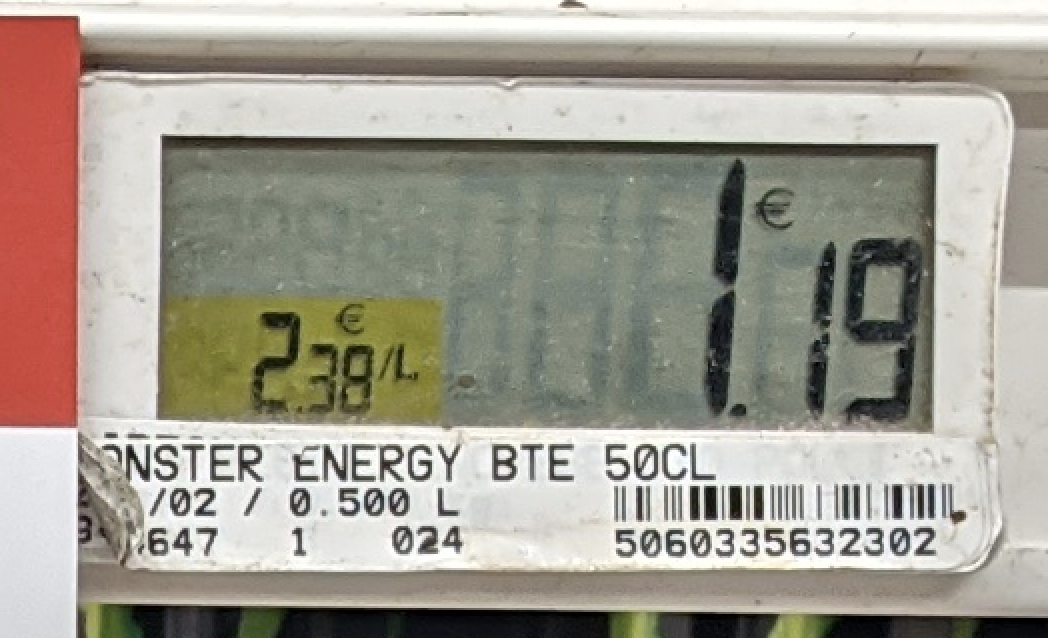 1.19 €
2.38 €/L
ONSTER ENERGY BTE 50CL
/02 / 0.500 L
647 1 024
5060335632302